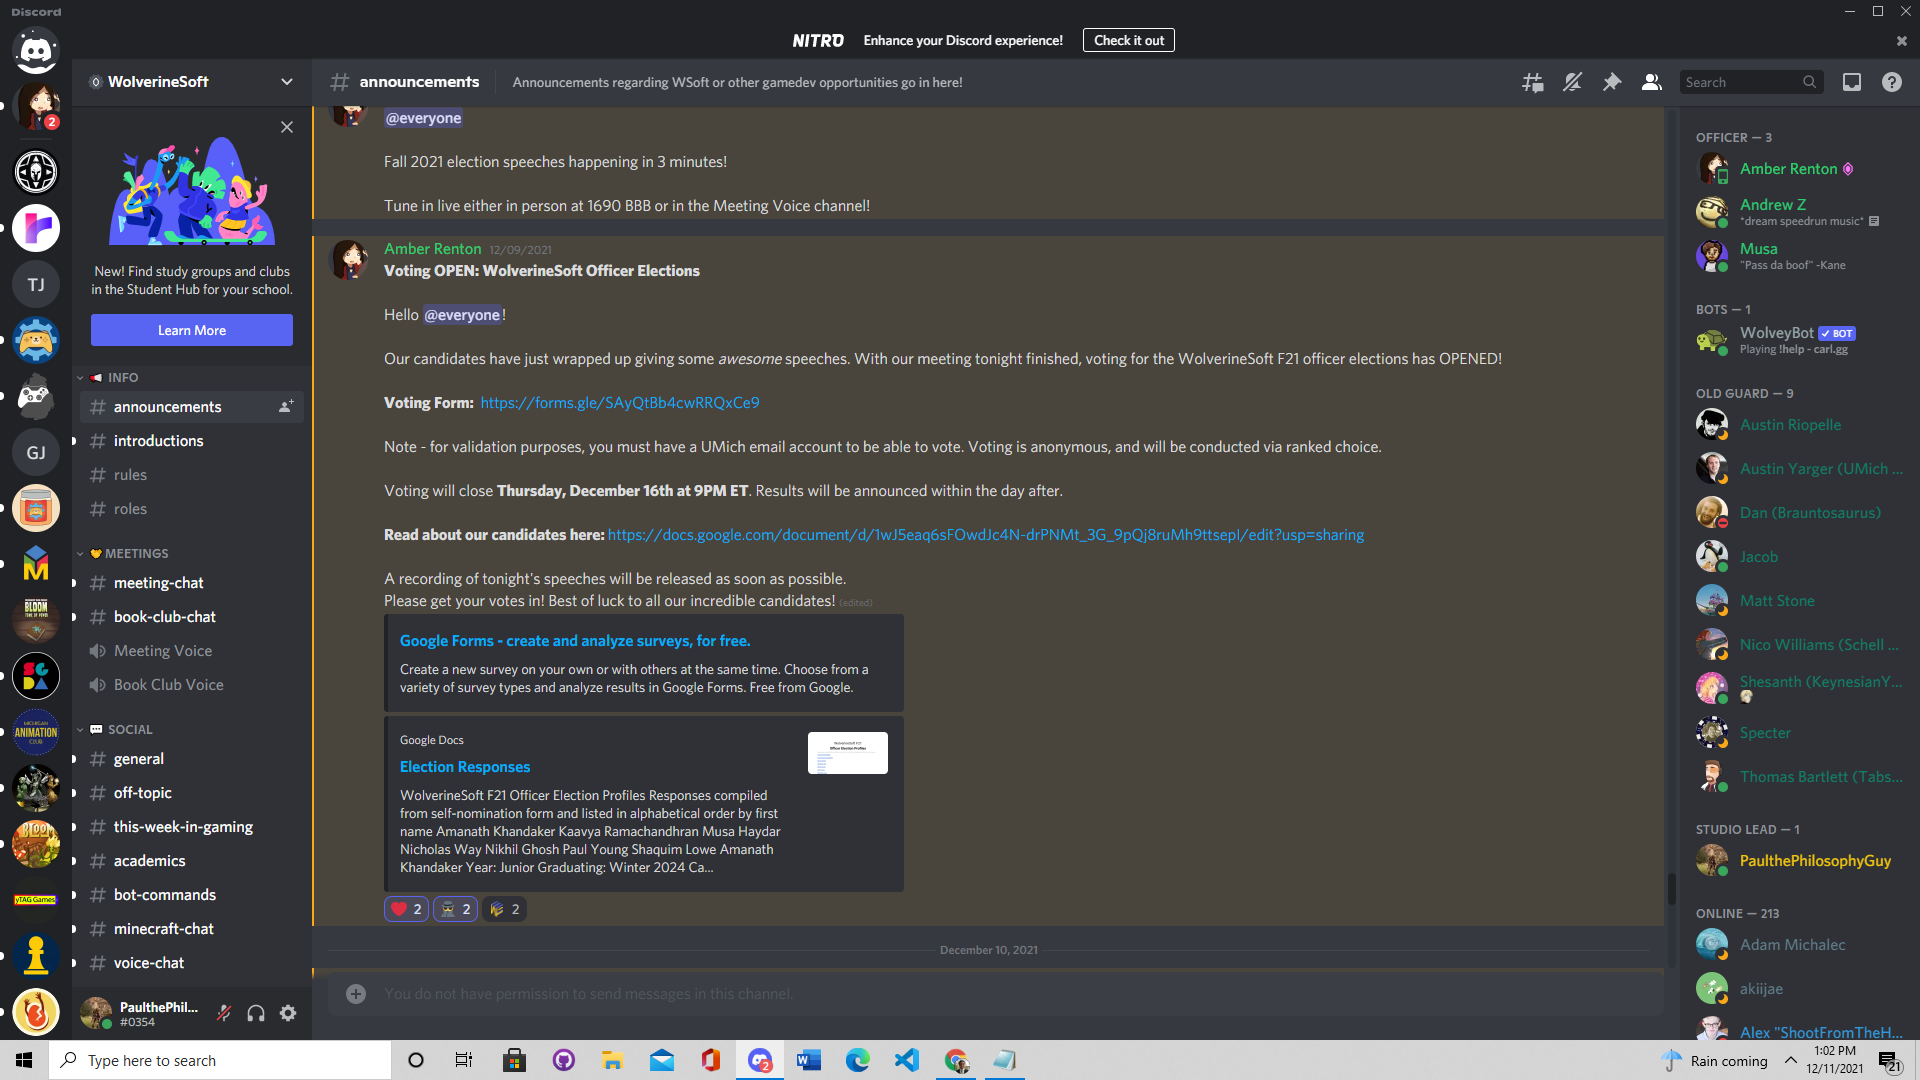 Discord
NITRO Enhance your Discord experience! Check it out
WolverineSoft
announcements
Announcements regarding WSoft or other gamedev opportunities go in here!
Search
2
TJ
GJ
BLOOM
SG
DA
MICHIGAN
ANIMATION
CLUB
BLOOM
yTAG Games
New! Find study groups and clubs
in the Student Hub for your school.
Learn More
INFO
announcements
introductions
rules
roles
MEETINGS
meeting-chat
book-club-chat
Meeting Voice
Book Club Voice
SOCIAL
general
off-topic
this-week-in-gaming
academics
bot-commands
minecraft-chat
voice-chat
PaulthePhil...
#0354
@everyone
Fall 2021 election speeches happening in 3 minutes!
Tune in live either in person at 1690 BBB or in the Meeting Voice channel!
Amber Renton 12/09/2021
Voting OPEN: WolverineSoft Officer Elections
Hello @everyone!
Our candidates have just wrapped up giving some awesome speeches. With our meeting tonight finished, voting for the WolverineSoft F21 officer elections has OPENED!
Voting Form: https://forms.gle/SAyQtBb4cwRRQxCe9
Note - for validation purposes, you must have a UMich email account to be able to vote. Voting is anonymous, and will be conducted via ranked choice.
Voting will close Thursday, December 16th at 9PM ET. Results will be announced within the day after.
Read about our candidates here: https://docs.google.com/document/d/1wJ5eaq6sFOwdJc4N-drPNMt_3G_9pQj8ruMh9ttsepI/edit?usp=sharing
A recording of tonight's speeches will be released as soon as possible.
Please get your votes in! Best of luck to all our incredible candidates! (edited)
Google Forms - create and analyze surveys, for free.
Create a new survey on your own or with others at the same time. Choose from a
variety of survey types and analyze results in Google Forms. Free from Google.
Google Docs
Election Responses
WolverineSoft F21 Officer Election Profiles Responses compiled
from self-nomination form and listed in alphabetical order by first
name Amanath Khandaker Kaavya Ramachandhran Musa Haydar
Nicholas Way Nikhil Ghosh Paul Young Shaquim Lowe Amanath
Khandaker Year: Junior Graduating: Winter 2024 Ca...
WolverineSoft F21
Officer Election Profiles
2 2 2
December 10, 2021
You do not have permission to send messages in this channel.
OFFICER — 3
Amber Renton
Andrew Z
*dream speedrun music*
Musa
"Pass da boof" -Kane
BOTS — 1
WolveyBot BOT
Playing !help - carl.gg
OLD GUARD — 9
Austin Riopelle
Austin Yarger (UMich ...
Dan (Brauntosaurus)
Jacob
Matt Stone
Nico Williams (Schell ...
Shesanth (KeynesianY...
Specter
Thomas Bartlett (Tabs...
STUDIO LEAD — 1
PaulthePhilosophyGuy
ONLINE — 213
Adam Michalec
akiijae
Alex "ShootFromTheH...
Type here to search
2
Rain coming
1:02 PM
12/11/2021
21